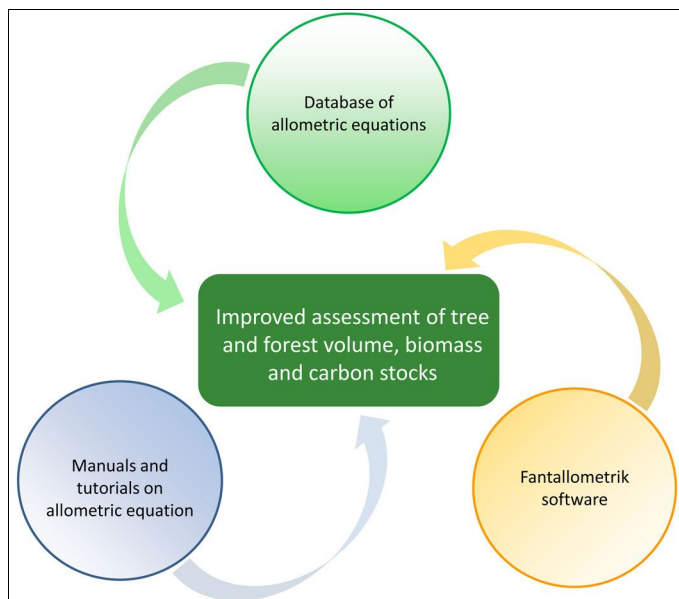 Database of
allometric equations
Improved assessment of tree
and forest volume, biomass
and carbon stocks
Manuals and
tutorials on
allometric equation
Fantallometrik
software